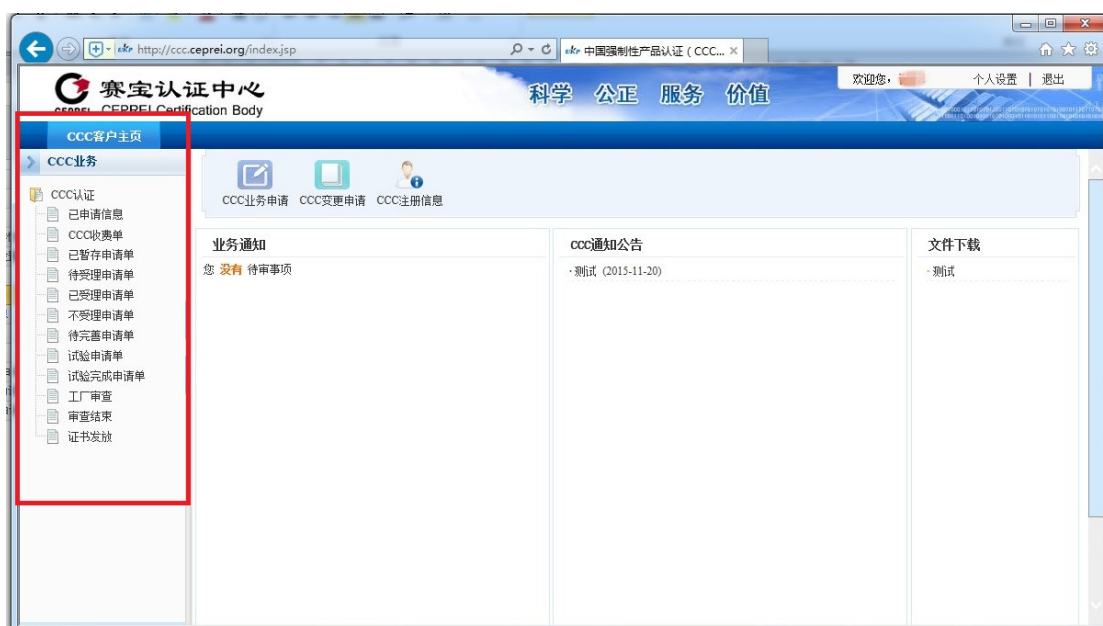 http://ccc.ceprei.org/index.jsp
中国强制性产品认证 ( CCC...
赛宝认证中心
CEPREI Certification Body
科学 公正 服务 价值
欢迎您，
个人设置 | 退出
CCC客户主页
CCC业务
CCC认证
已申请信息
CCC收费单
已暂存申请单
待受理申请单
已受理申请单
不受理申请单
待完善申请单
试验申请单
试验完成申请单
工厂审查
审查结束
证书发放
CCC业务申请 CCC变更申请 CCC注册信息
业务通知
您 没有 待审事项
ccc通知公告
·测试 (2015-11-20)
文件下载
·测试